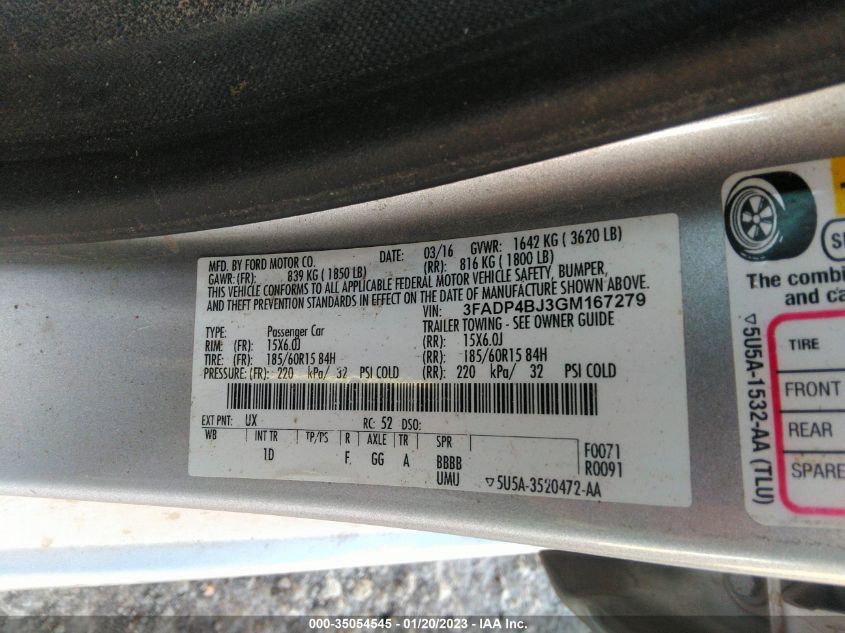 MFD. BY FORD MOTOR CO.
DATE: 03/16 GVWR: 1642 KG ( 3620 LB)
GAWR: (FR): 839 KG ( 1850 LB) (RR): 816 KG ( 1800 LB)
THIS VEHICLE CONFORMS TO ALL APPLICABLE FEDERAL MOTOR VEHICLE SAFETY, BUMPER,
AND THEFT PREVENTION STANDARDS IN EFFECT ON THE DATE OF MANUFACTURE SHOWN ABOVE.
VIN: 3FADP4BJ3GM167279
TYPE: Passenger Car TRAILER TOWING - SEE OWNER GUIDE
RIM: (FR): 15X6.0J (RR): 15X6.0J
TIRE: (FR): 185/60R15 84H (RR): 185/60R15 84H
PRESSURE: (FR): 220 kPa/ 32 PSI COLD (RR): 220 kPa/ 32 PSI COLD
EXT PNT: UX RC: 52 DSO:
WB INT TR TP/PS R AXLE TR SPR
1D F. GG A BBBB
UMU
F0071
R0091
▽5U5A-3520472-AA
The combi
and ca
TIRE
FRONT
REAR
SPARE
▽5U5A-1532-AA (TLU)
000-35054545 - 01/20/2023 - IAA Inc.